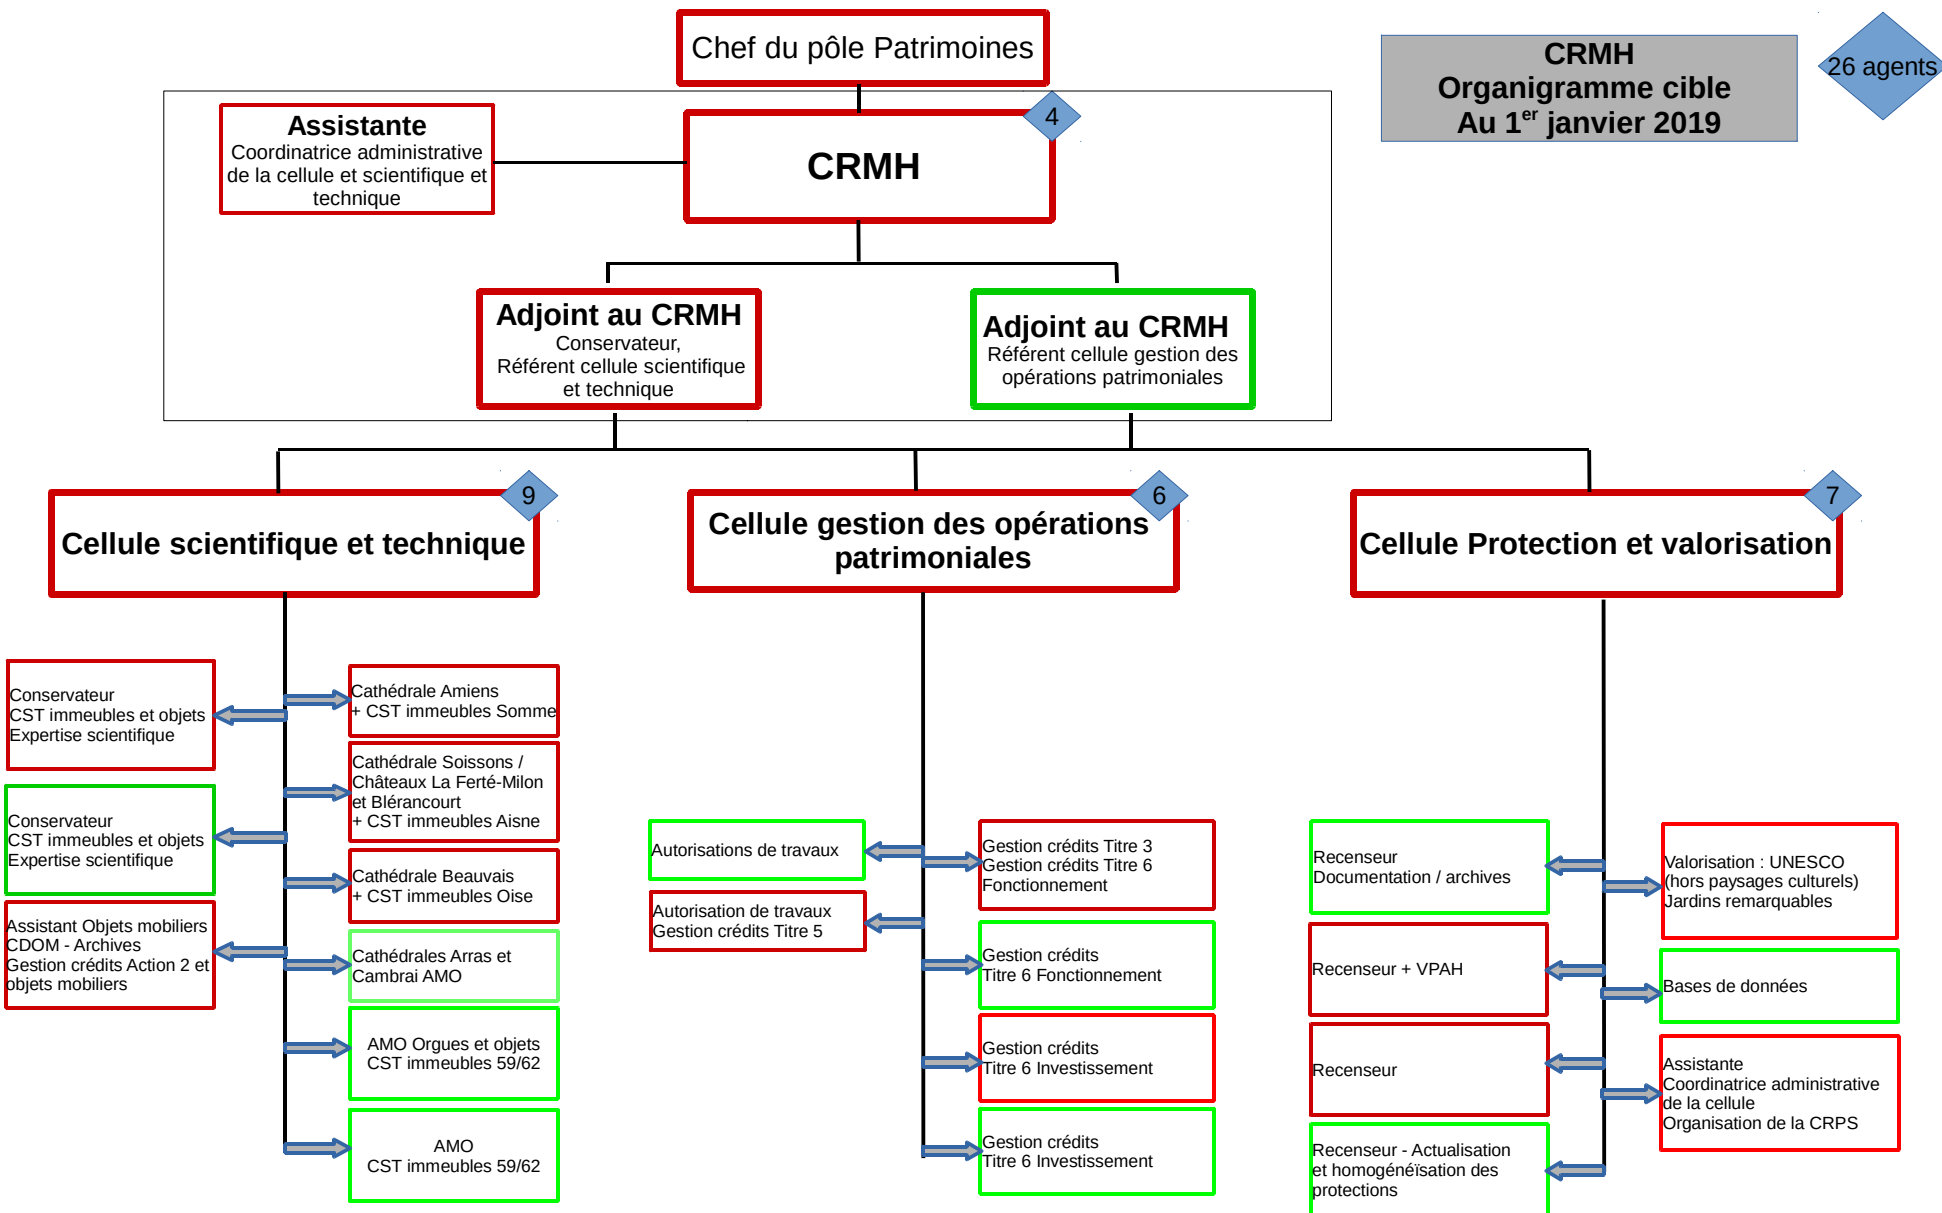 Chef du pôle Patrimoines
CRMH
Organigramme cible
Au 1er janvier 2019
26 agents
Assistante
Coordinatrice administrative
de la cellule et scientifique et
technique
CRMH
4
Adjoint au CRMH
Conservateur,
Référent cellule scientifique
et technique
Adjoint au CRMH
Référent cellule gestion des
opérations patrimoniales
Cellule scientifique et technique
9
Conservateur
CST immeubles et objets
Expertise scientifique
Conservateur
CST immeubles et objets
Expertise scientifique
Assistant Objets mobiliers
CDOM - Archives
Gestion crédits Action 2 et
objets mobiliers
Cathédrale Amiens
+ CST immeubles Somme
Cathédrale Soissons /
Châteaux La Ferté-Milon
et Blérancourt
+ CST immeubles Aisne
Cathédrale Beauvais
+ CST immeubles Oise
Cathédrales Arras et
Cambrai AMO
AMO Orgues et objets
CST immeubles 59/62
AMO
CST immeubles 59/62
Cellule gestion des opérations
patrimoniales
6
Autorisations de travaux
Autorisation de travaux
Gestion crédits Titre 5
Gestion crédits Titre 3
Gestion crédits Titre 6
Fonctionnement
Gestion crédits
Titre 6 Fonctionnement
Gestion crédits
Titre 6 Investissement
Gestion crédits
Titre 6 Investissement
Cellule Protection et valorisation
7
Recenseur
Documentation / archives
Recenseur + VPAH
Recenseur
Recenseur - Actualisation
et homogénéïsation des
protections
Valorisation : UNESCO
(hors paysages culturels)
Jardins remarquables
Bases de données
Assistante
Coordinatrice administrative
de la cellule
Organisation de la CRPS